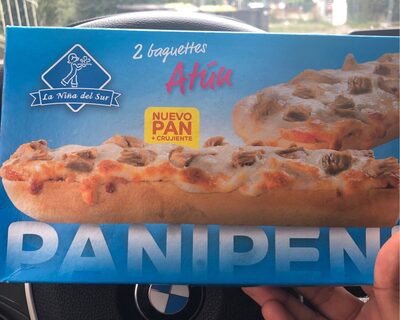 2 baguettes
Atún
La Niña del Sur
NUEVO
PAN
+ CRUJIENTE
PANIPEN